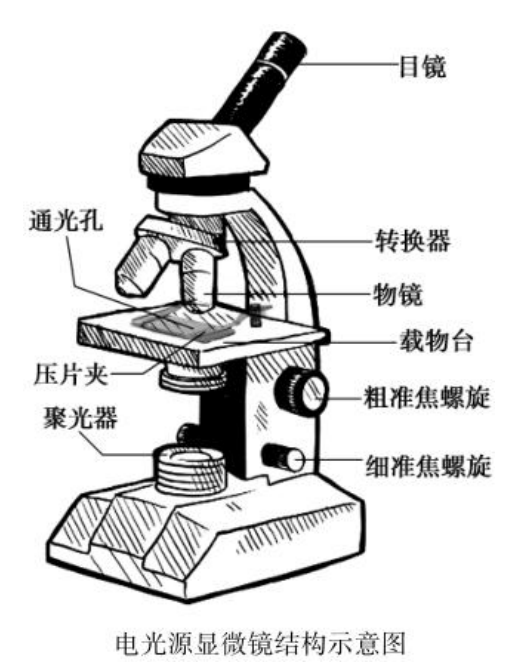 目镜
通光孔
转换器
物镜
载物台
压片夹
粗准焦螺旋
聚光器
细准焦螺旋
电光源显微镜结构示意图